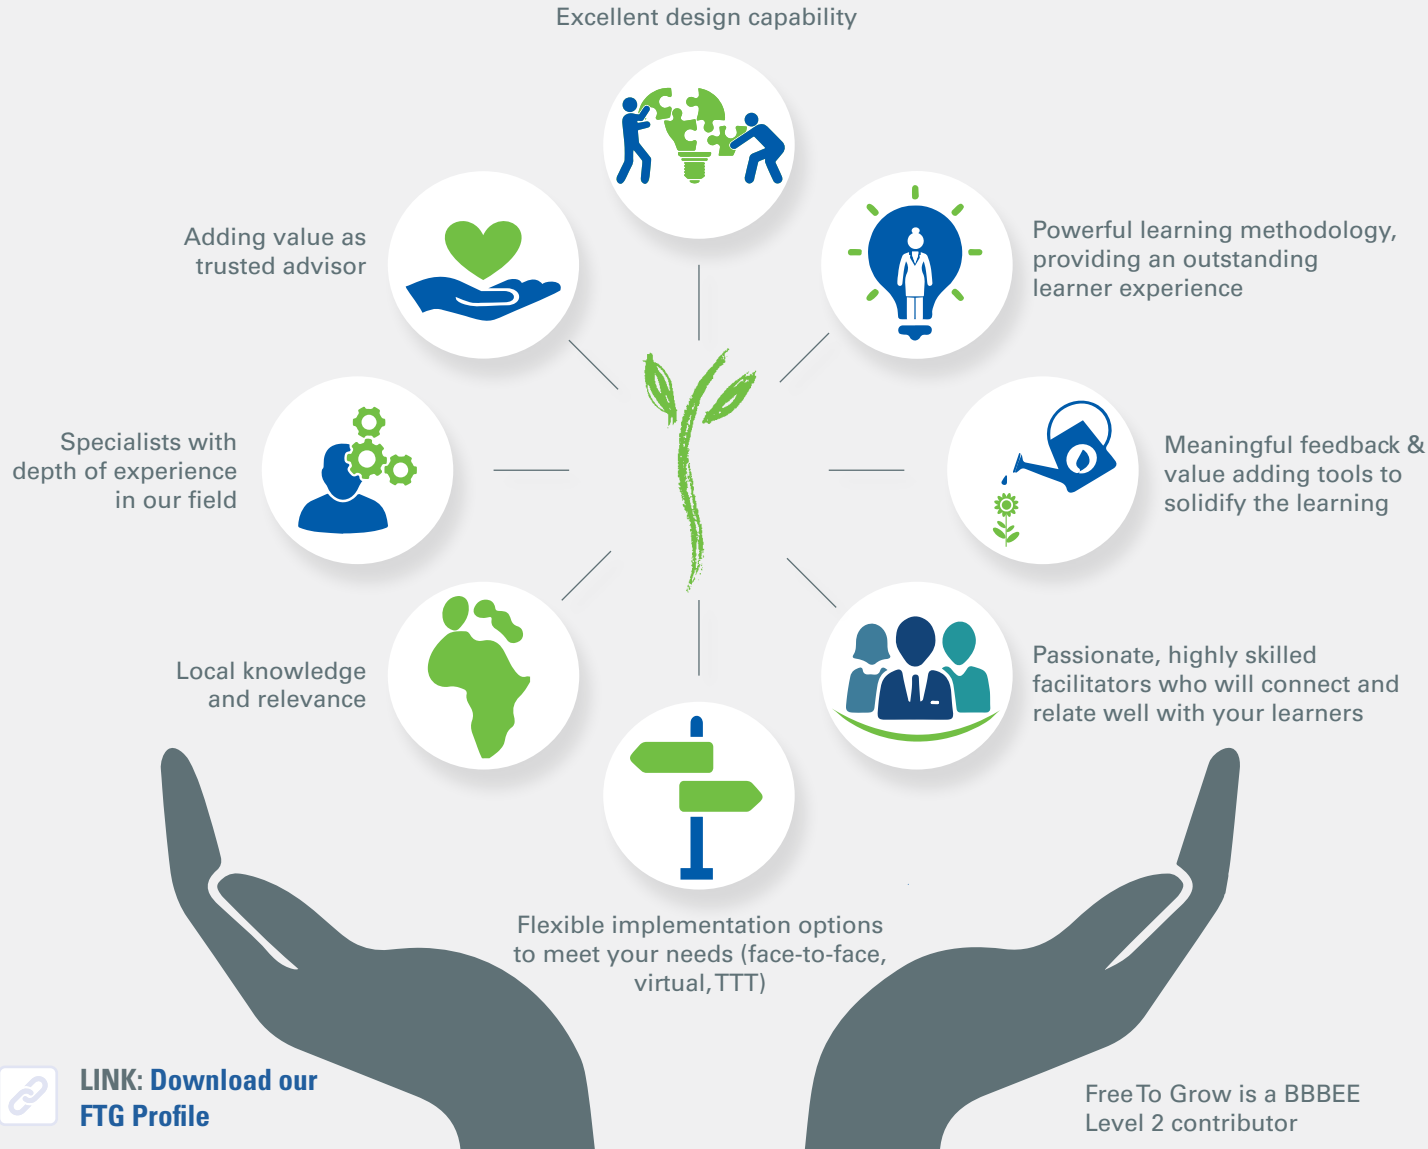 Excellent design capability
Adding value as
trusted advisor
Powerful learning methodology,
providing an outstanding
learner experience
Specialists with
depth of experience
in our field
Meaningful feedback &
value adding tools to
solidify the learning
Local knowledge
and relevance
Passionate, highly skilled
facilitators who will connect and
relate well with your learners
Flexible implementation options
to meet your needs (face-to-face,
virtual, TTT)
LINK: Download our
FTG Profile
Free To Grow is a BBBEE
Level 2 contributor